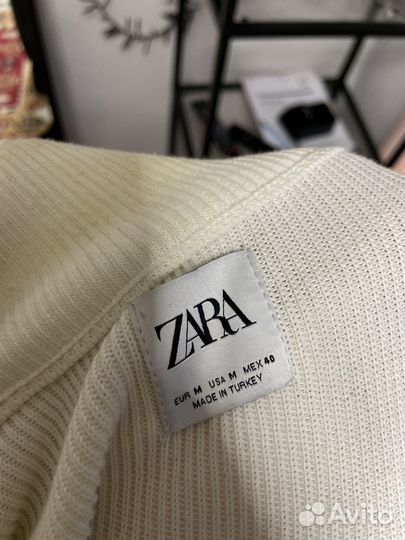 ZARA
EUR M USA M MEX 40
MADE IN TURKEY
Avito